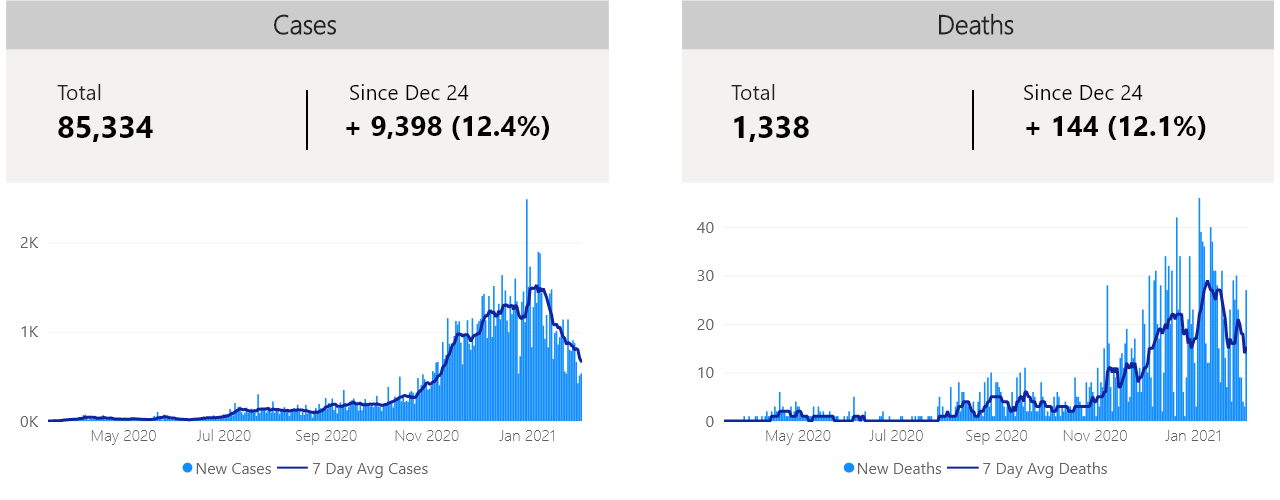 Cases
Total
85,334
Since Dec 24
+ 9,398 (12.4%)
2K
1K
0K
May 2020 Jul 2020 Sep 2020 Nov 2020 Jan 2021
New Cases 7 Day Avg Cases
Deaths
Total
1,338
Since Dec 24
+ 144 (12.1%)
40
30
20
10
0
May 2020 Jul 2020 Sep 2020 Nov 2020 Jan 2021
New Deaths 7 Day Avg Deaths